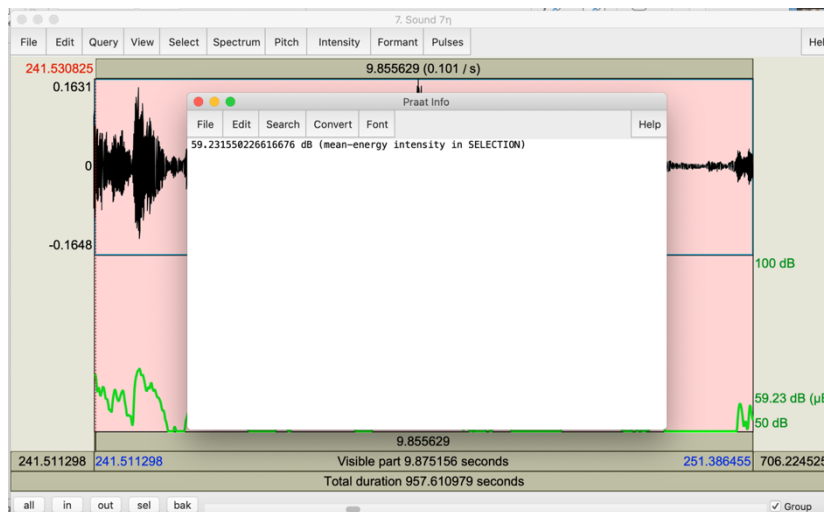 7. Sound 7η
File Edit Query View Select Spectrum Pitch Intensity Formant Pulses
241.530825 9.855629 (0.101 / s)
0.1631
Praat Info
File Edit Search Convert Font Help
59.231550226616676 dB (mean-energy intensity in SELECTION)
0
-0.1648
100 dB
59.23 dB
50 dB
9.855629
241.511298 241.511298 Visible part 9.875156 seconds 251.386455 706.224525
Total duration 957.610979 seconds
all in out sel bak Group